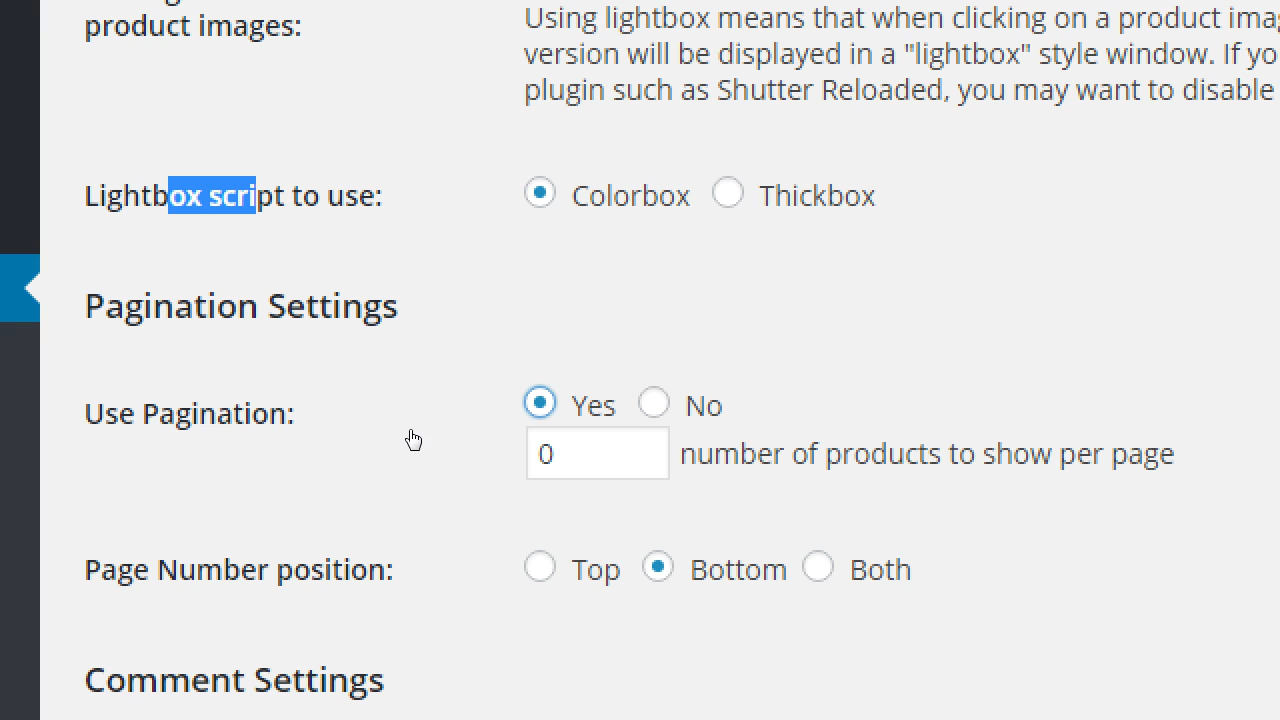 product images:
Using lightbox means that when clicking on a product
version will be displayed in a "lightbox" style window. If
plugin such as Shutter Reloaded, you may want to disable
Lightbox script to use:
Colorbox Thickbox
Pagination Settings
Use Pagination:
Yes No
0 number of products to show per page
Page Number position:
Top Bottom Both
Comment Settings